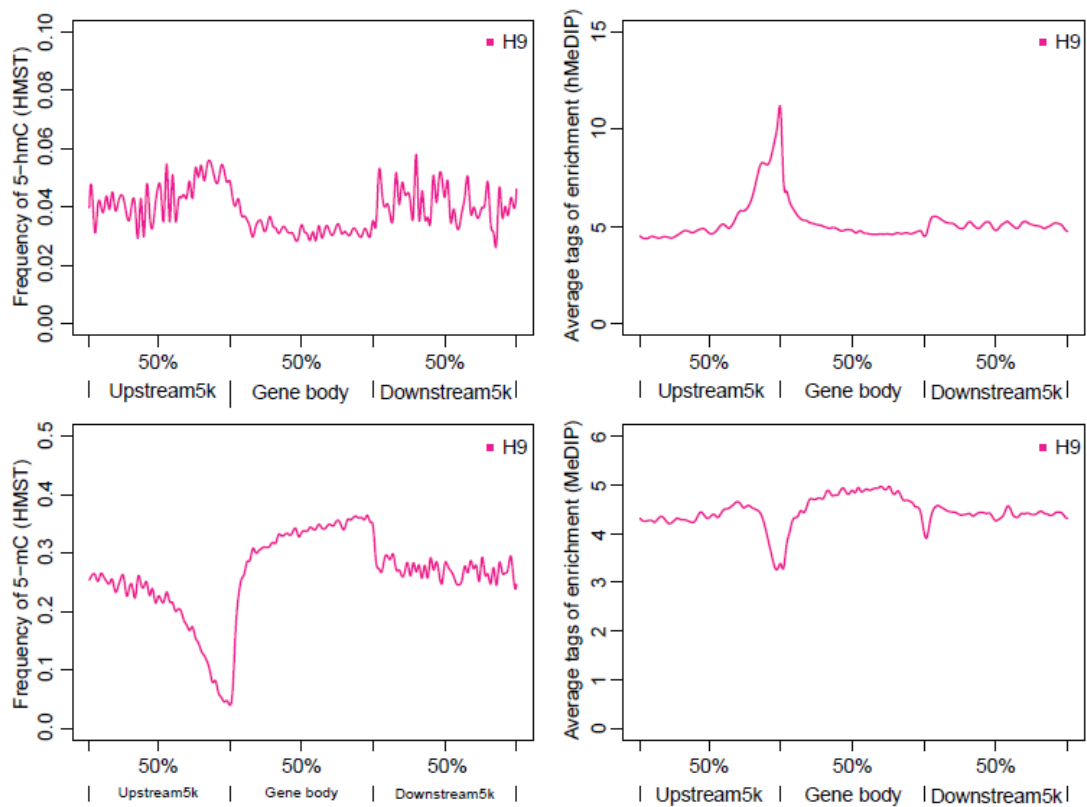 Frequency of 5-hmC (HMST)
0.10
0.08
0.06
0.04
0.02
0.00
H9
50%
50%
50%
Upstream5k
Gene body
Downstream5k
Average tags of enrichment (hMeDIP)
15
10
5
0
H9
50%
50%
50%
Upstream5k
Gene body
Downstream5k
Frequency of 5-mC (HMST)
0.5
0.4
0.3
0.2
0.1
0.0
H9
50%
50%
50%
Upstream5k
Gene body
Downstream5k
Average tags of enrichment (MeDIP)
6
5
4
3
2
1
0
H9
50%
50%
50%
Upstream5k
Gene body
Downstream5k